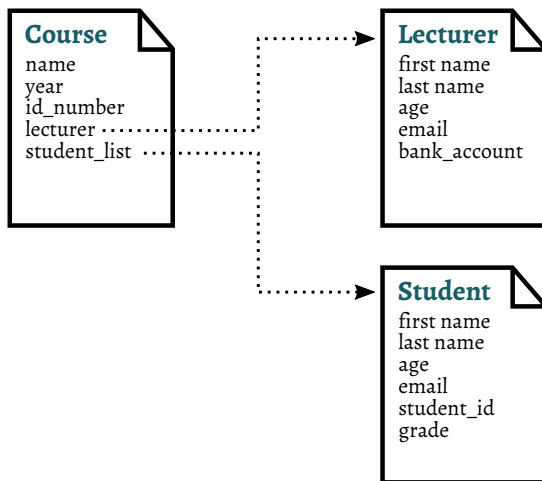 Course
name
year
id_number
lecturer
student_list
Lecturer
first name
last name
age
email
bank_account
Student
first name
last name
age
email
student_id
grade